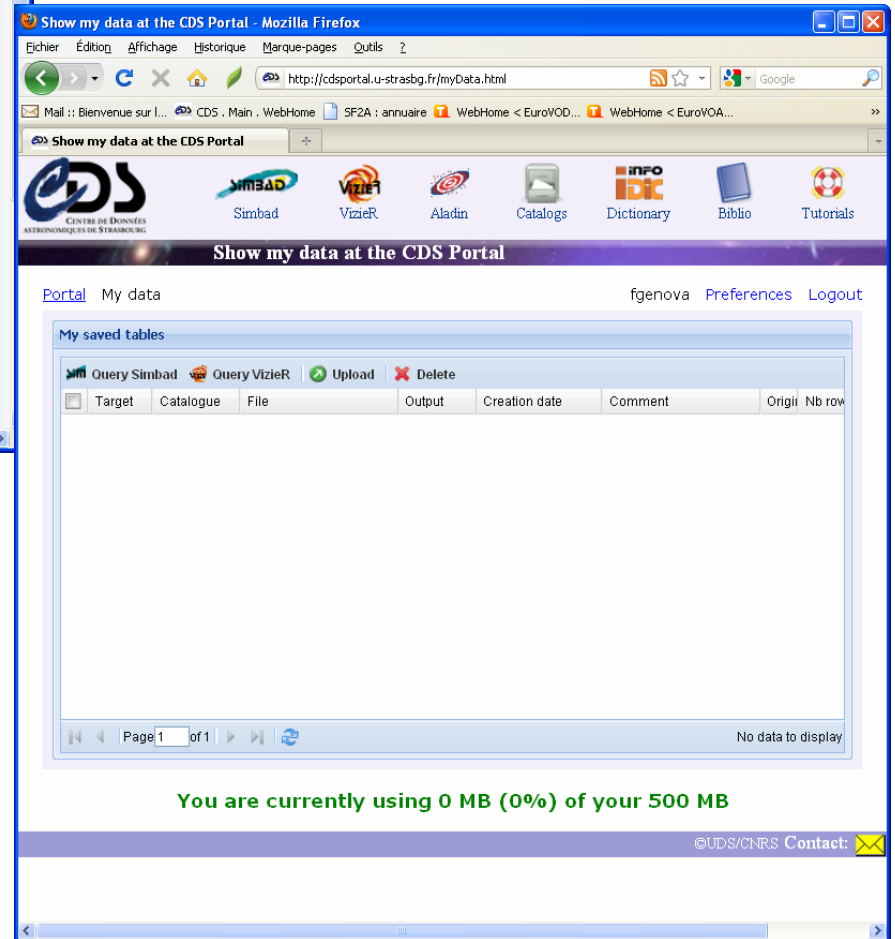 Show my data at the CDS Portal - Mozilla Firefox
Fichier Édition Affichage Historique Marque-pages Outils ?
http://cdsportal.u-strasbg.fr/myData.html Google
Mail :: Bienvenue sur l... CDS . Main . WebHome SF2A : annuaire WebHome < EuroVOD... WebHome < EuroVOA... »
Show my data at the CDS Portal
CDS
CENTRE DE DONNÉES
ASTRONOMIQUES DE STRASBOURG
SIMBAD VizieR INFO DIC
Simbad VizieR Aladin Catalogs Dictionary Biblio Tutorials
Show my data at the CDS Portal
Portal My data fgenova Preferences Logout
My saved tables
Query Simbad Query VizieR Upload Delete
Target Catalogue File Output Creation date Comment Origin Nb row
Page 1 of 1 No data to display
You are currently using 0 MB (0%) of your 500 MB
©UDS/CNRS Contact: